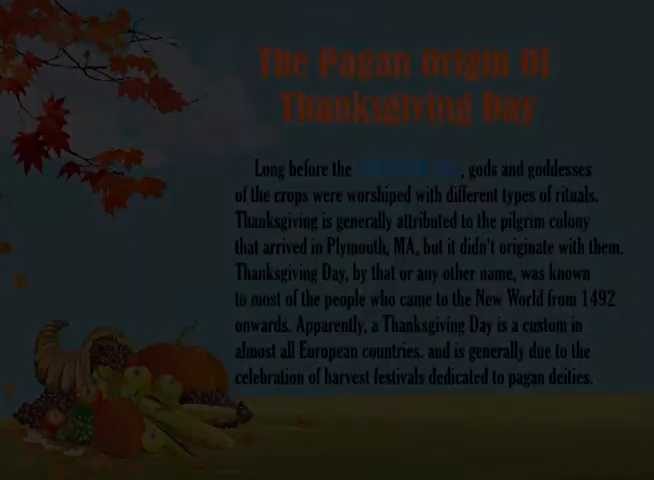 The Pagan Origin Of
Thanksgiving Day
Long before the , gods and goddesses
of the crops were worshiped with different types of rituals.
Thanksgiving is generally attributed to the pilgrim colony
that arrived in Plymouth, MA, but it didn't originate with them.
Thanksgiving Day, by that or any other name, was known
to most of the people who came to the New World from 1492
onwards. Apparently, a Thanksgiving Day is a custom in
almost all European countries. and is generally due to the
celebration of harvest festivals dedicated to pagan deities.